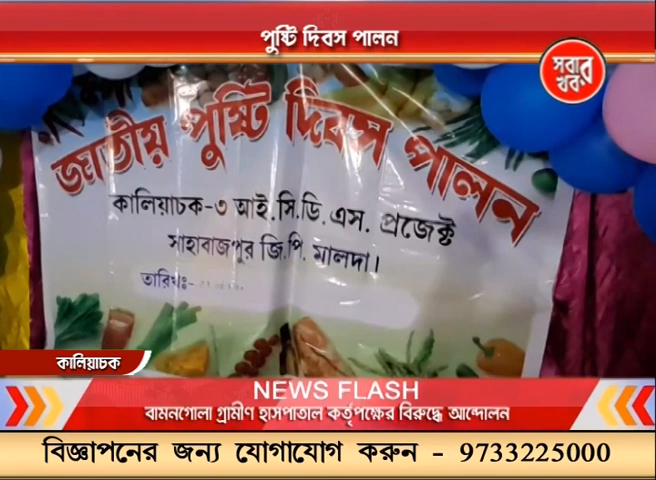 পুষ্টি দিবস পালন
সবার
খবর
জাতীয় পুষ্টি দিবস পালন
কালিয়াচক-৩ আই.সি.ডি.এস. প্রজেক্ট
সাহাবাজপুর জি.পি. মালদা।
তারিখঃ-
কালিয়াচক
NEWS FLASH
বামনগোলা গ্রামীণ হাসপাতাল কর্তৃপক্ষের বিরুদ্ধে আন্দোলন
বিজ্ঞাপনের জন্য যোগাযোগ করুন - 9733225000